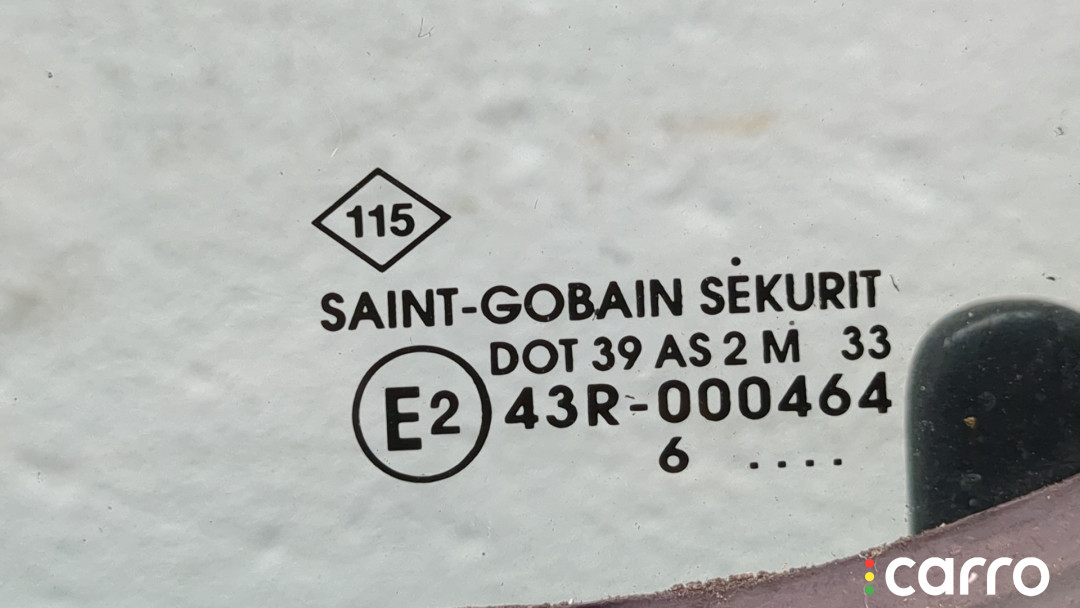 115
SAINT-GOBAIN SEKURIT
DOT 39 AS 2 M 33
E2 43R-000464
6 ....
carro